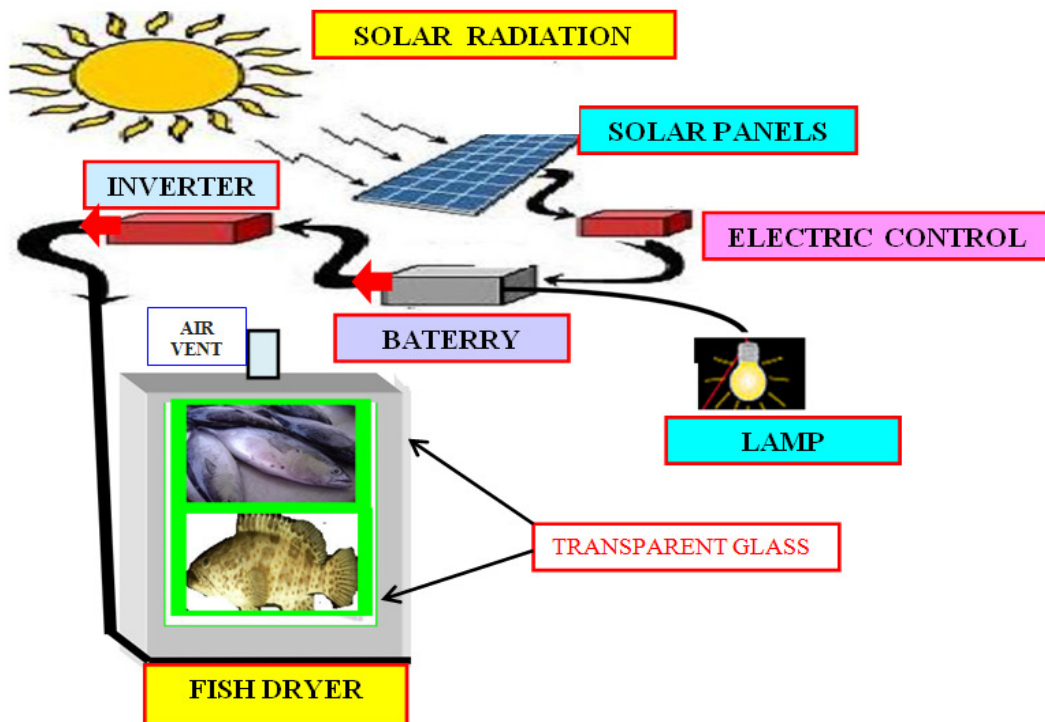 SOLAR RADIATION
SOLAR PANELS
INVERTER
ELECTRIC CONTROL
BATERRY
AIR
VENT
LAMP
TRANSPARENT GLASS
FISH DRYER